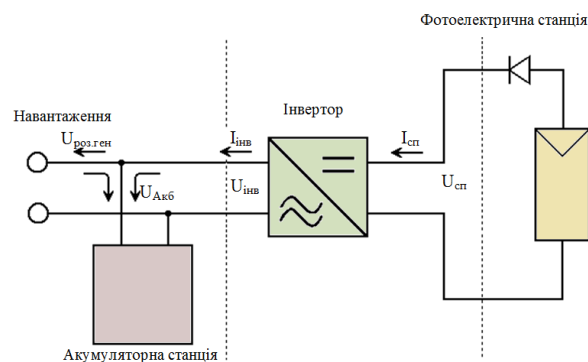 Фотоелектрична станція
Навантаження
Інвертор
Uроз.ген
Iінв
Iсп
UАкб
Uінв
Uсп
Акумуляторна станція